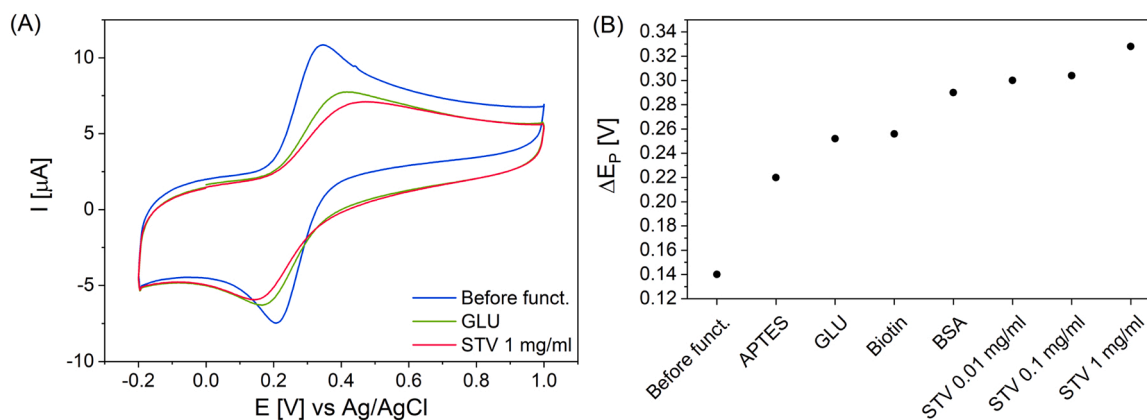 (A)
I [µA]
10
5
0
-5
-10
-0.2 0.0 0.2 0.4 0.6 0.8 1.0
E [V] vs Ag/AgCl
Before funct.
GLU
STV 1 mg/ml
(B)
ΔE_P [V]
0.34
0.32
0.30
0.28
0.26
0.24
0.22
0.20
0.18
0.16
0.14
0.12
Before funct.
APTES
GLU
Biotin
BSA
STV 0.01 mg/ml
STV 0.1 mg/ml
STV 1 mg/ml